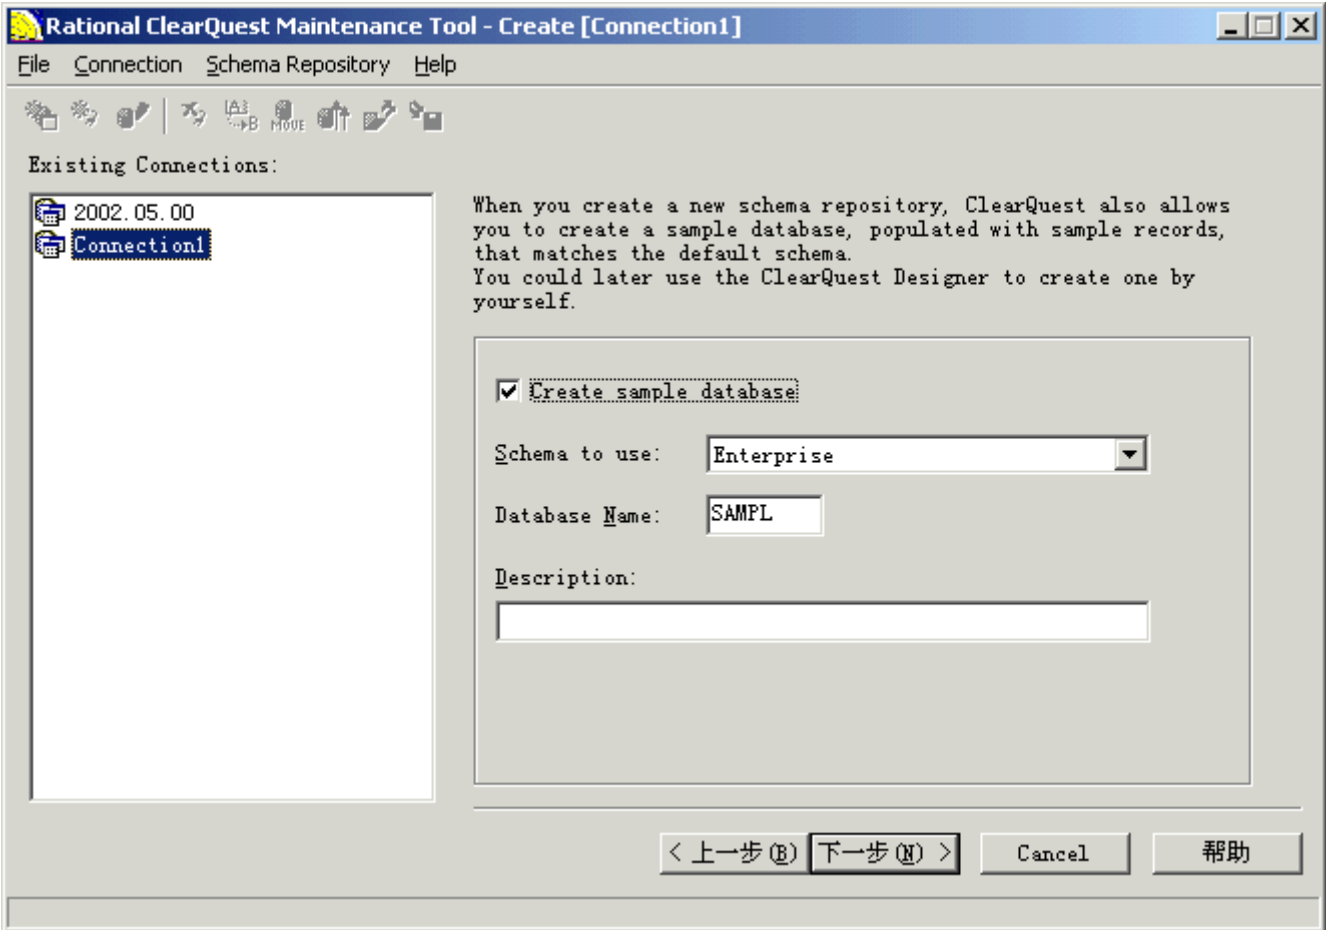 Rational ClearQuest Maintenance Tool - Create [Connection1]
File Connection Schema Repository Help
A B MOVE
Existing Connections:
2002.05.00
Connection1
When you create a new schema repository, ClearQuest also allows
you to create a sample database, populated with sample records,
that matches the default schema.
You could later use the ClearQuest Designer to create one by
yourself.
Create sample database
Schema to use: Enterprise
Database Name: SAMPL
Description:
< 上一步(B) 下一步(N) > Cancel 帮助